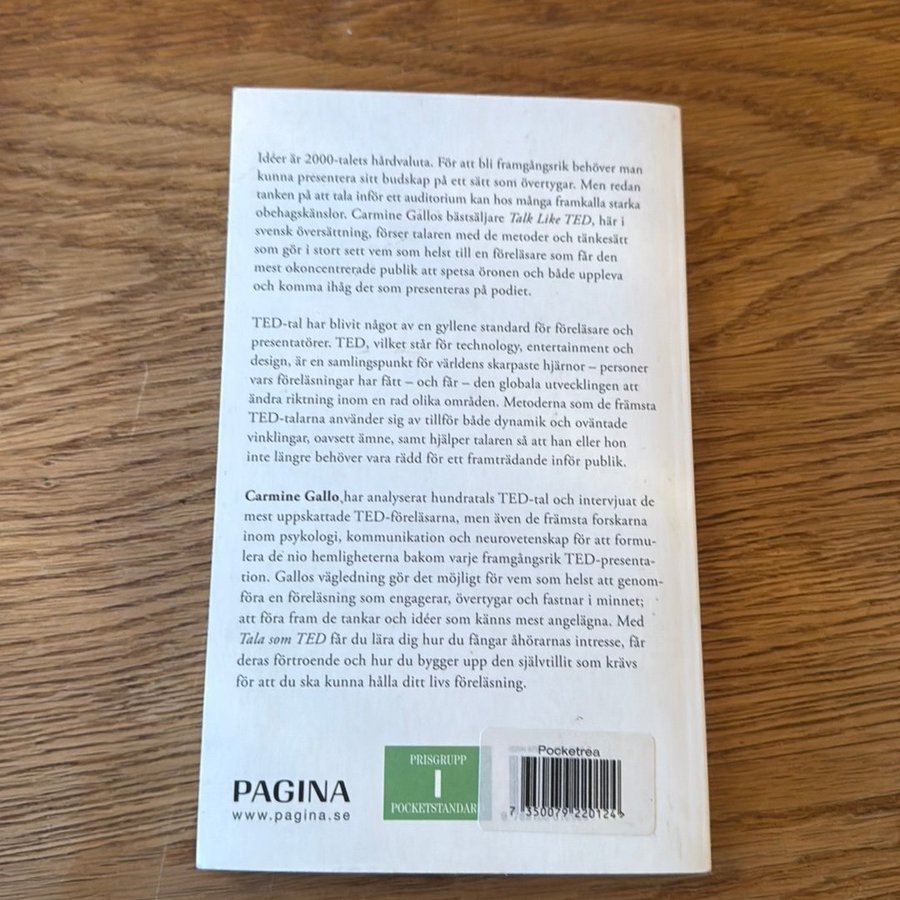 Idéer är 2000-talets hårdvaluta. För att bli framgångsrik behöver man
kunna presentera sitt budskap på ett sätt som övertygar. Men redan
tanken på att tala inför ett auditorium kan hos många framkalla starka
obehagskänslor. Carmine Gallos bästsäljare Talk Like TED, här i
svensk översättning, förser talaren med de metoder och tänkesätt
som gör i stort sett vem som helst till en föreläsare som får den
mest okoncentrerade publik att spetsa öronen och både uppleva
och komma ihåg det som presenteras på podiet.
TED-tal har blivit något av en gyllene standard för föreläsare och
presentatörer. TED, vilket står för technology, entertainment och
design, är en samlingspunkt för världens skarpaste hjärnor – personer
vars föreläsningar har fått – och får – den globala utvecklingen att
ändra riktning inom en rad olika områden. Metoderna som de främsta
TED-talarna använder sig av tillför både dynamik och oväntade
vinklingar, oavsett ämne, samt hjälper talaren så att han eller hon
inte längre behöver vara rädd för ett framträdande inför publik.
Carmine Gallo har analyserat hundratals TED-tal och intervjuat de
mest uppskattade TED-föreläsarna, men även de främsta forskarna
inom psykologi, kommunikation och neurovetenskap för att formu-
lera de nio hemligheterna bakom varje framgångsrik TED-presenta-
tion. Gallos vägledning gör det möjligt för vem som helst att genom-
föra en föreläsning som engagerar, övertygar och fastnar i minnet;
att föra fram de tankar och idéer som känns mest angelägna. Med
Tala som TED får du lära dig hur du fångar åhörarnas intresse, får
deras förtroende och hur du bygger upp den självtillit som krävs
för att du ska kunna hålla ditt livs föreläsning.
PAGINA
www.pagina.se
PRISGRUPP
I
POCKETSTANDAR
Pocketrea
7 350079 220124